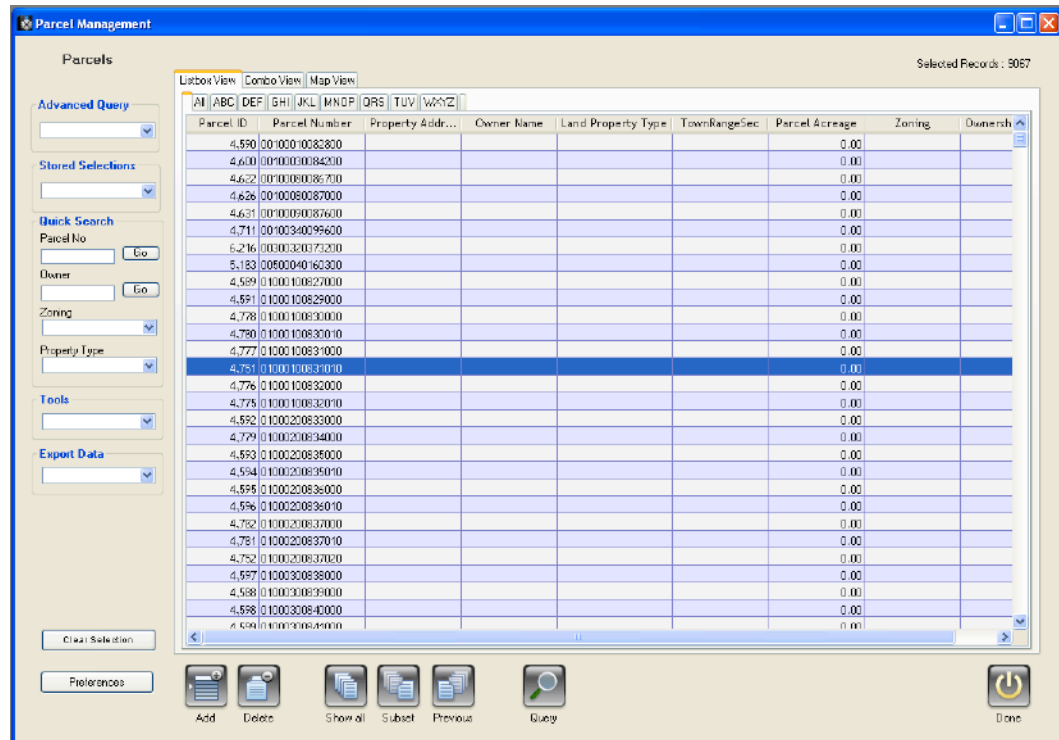 Parcel Management
Parcels
Selected Records : 9067
Listbox View Combo View Map View
All ABC DEF GHI JKL MNOP QRS TUV WXYZ
Advanced Query
Stored Selections
Quick Search
Parcel No
Go
Owner
Go
Zoning
Property Type
Tools
Export Data
Clear Selection
Preferences
Parcel ID Parcel Number Property Addr... Owner Name Land Property Type TownRangeSec Parcel Acreage Zoning Ownersh
4,590 00100010082800 0.00
4,600 00100030084200 0.00
4,622 00100080086700 0.00
4,626 00100080087000 0.00
4,631 00100090087600 0.00
4,711 00100340099600 0.00
6,216 00300320373200 0.00
5,183 00500040160300 0.00
4,589 01000100827000 0.00
4,591 01000100829000 0.00
4,778 01000100830000 0.00
4,780 01000100830010 0.00
4,777 01000100831000 0.00
4,751 01000100831010 0.00
4,776 01000100832000 0.00
4,775 01000100832010 0.00
4,592 01000200833000 0.00
4,779 01000200834000 0.00
4,593 01000200835000 0.00
4,594 01000200835010 0.00
4,595 01000200836000 0.00
4,596 01000200836010 0.00
4,782 01000200837000 0.00
4,781 01000200837010 0.00
4,752 01000200837020 0.00
4,597 01000300838000 0.00
4,588 01000300839000 0.00
4,598 01000300840000 0.00
4,599 01000300841000 0.00
Add Delete Show all Subset Previous Query Done